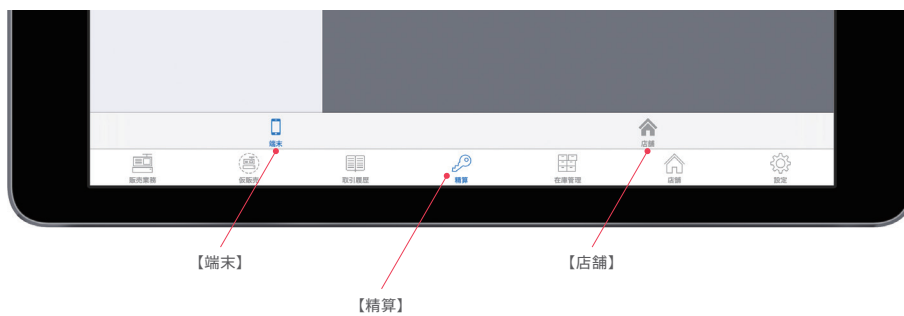 端末
店舗
販売業務
仮販売
取引履歴
精算
在庫管理
店舗
設定
【端末】
【店舗】
【精算】